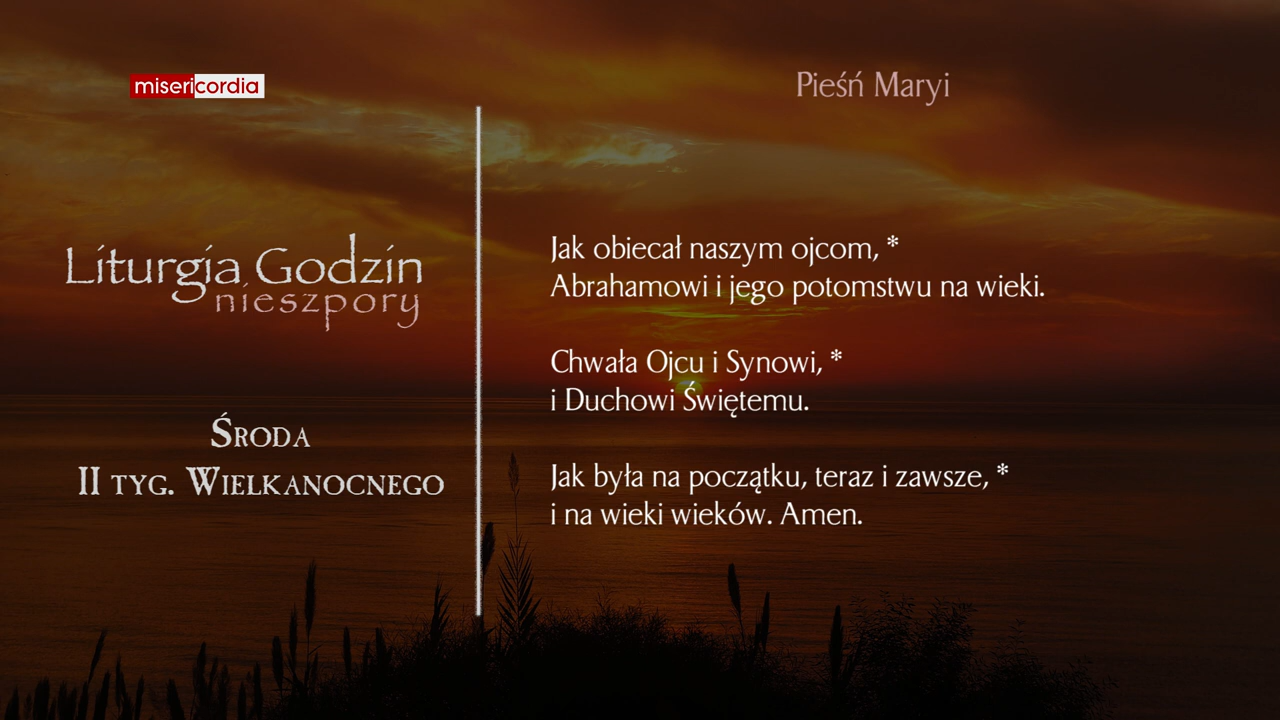 misericordia
Pieśń Maryi
Liturgia Godzin
nieszpory
Środa
II tyg. Wielkanocnego
Jak obiecał naszym ojcom, *
Abrahamowi i jego potomstwu na wieki.
Chwała Ojcu i Synowi, *
i Duchowi Świętemu.
Jak była na początku, teraz i zawsze, *
i na wieki wieków. Amen.